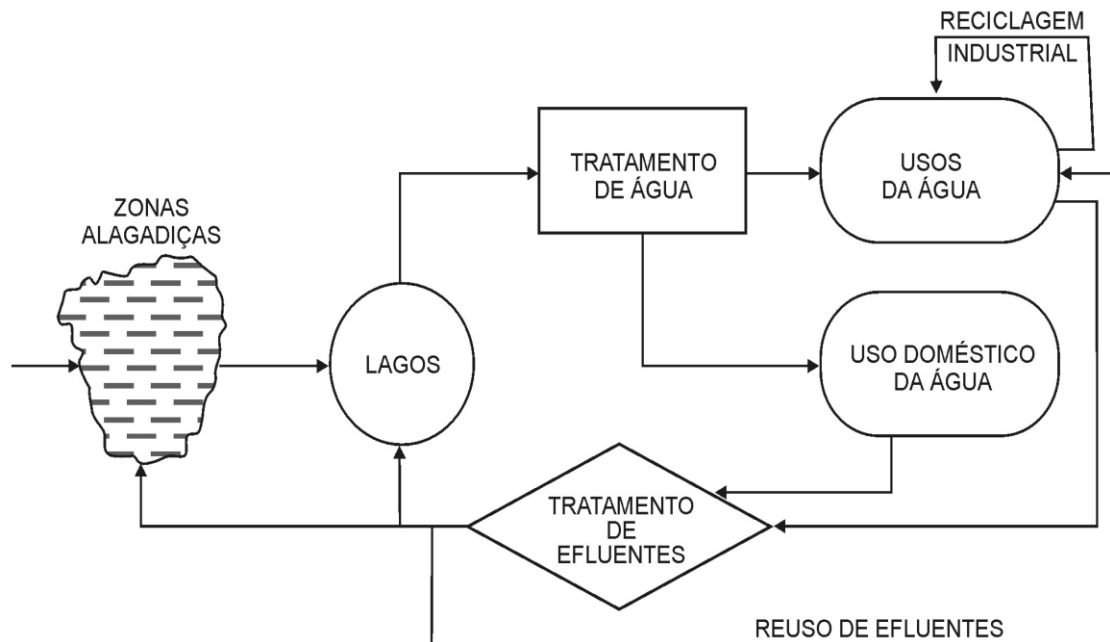 RECICLAGEM
INDUSTRIAL
TRATAMENTO
DE ÁGUA
USOS
DA ÁGUA
ZONAS
ALAGADIÇAS
LAGOS
USO DOMÉSTICO
DA ÁGUA
TRATAMENTO
DE
EFLUENTES
REUSO DE EFLUENTES